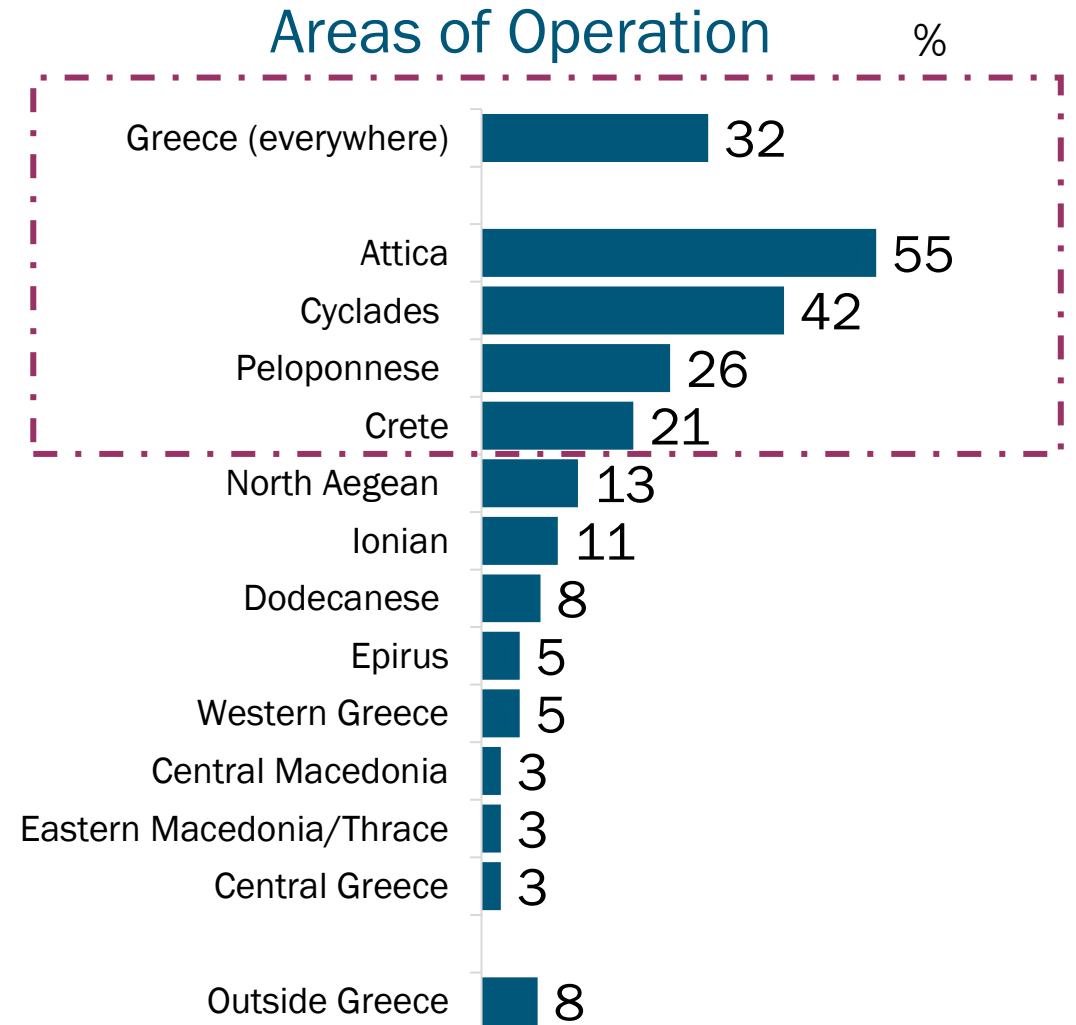 Areas of Operation %
Greece (everywhere) 32
Attica 55
Cyclades 42
Peloponnese 26
Crete 21
North Aegean 13
Ionian 11
Dodecanese 8
Epirus 5
Western Greece 5
Central Macedonia 3
Eastern Macedonia/Thrace 3
Central Greece 3
Outside Greece 8